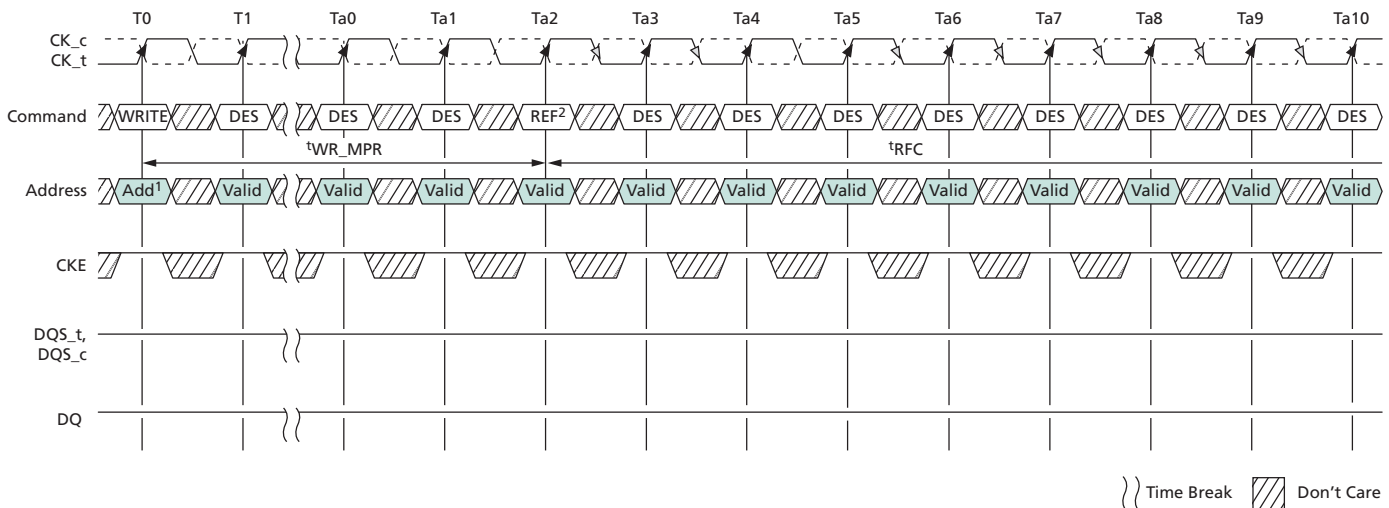 T0 T1 Ta0 Ta1 Ta2 Ta3 Ta4 Ta5 Ta6 Ta7 Ta8 Ta9 Ta10
CK_c
CK_t
Command WRITE DES DES DES REF² DES DES DES DES DES DES DES DES
ᵗWR_MPR ᵗRFC
Address Add¹ Valid Valid Valid Valid Valid Valid Valid Valid Valid Valid Valid Valid
CKE
DQS_t,
DQS_c
DQ
Time Break Don't Care